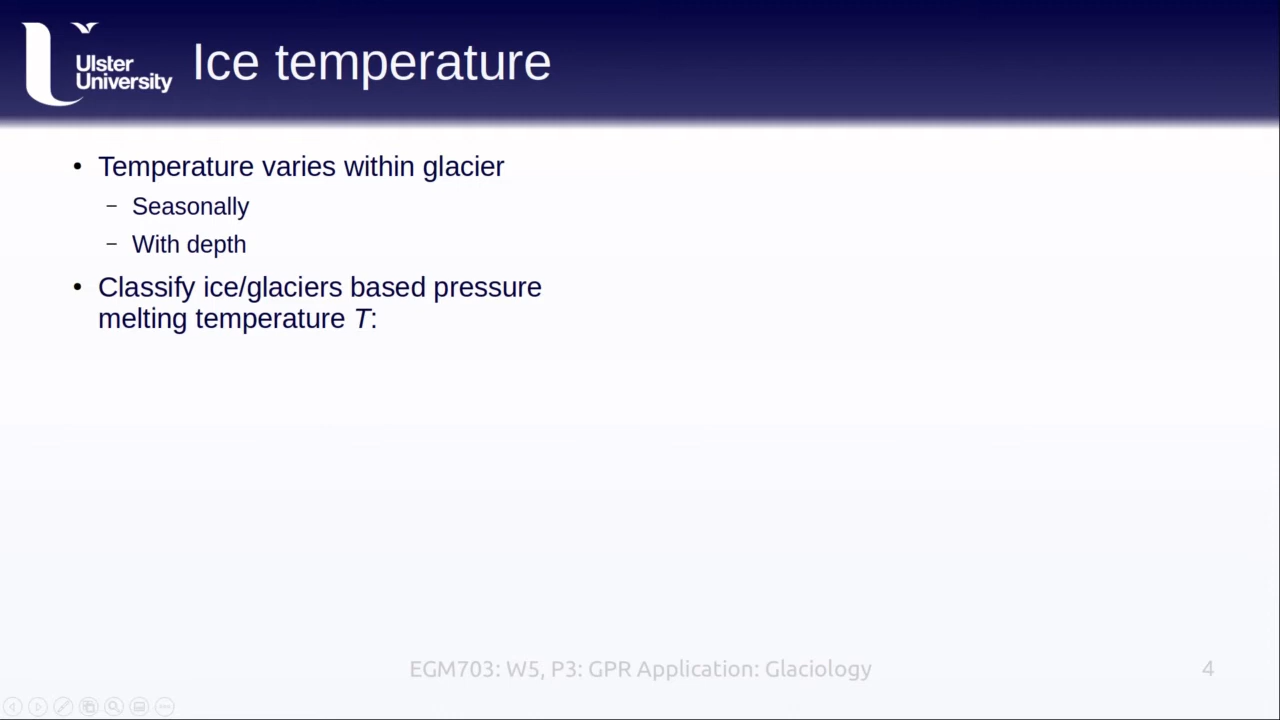 Ulster
University
Ice temperature
• Temperature varies within glacier
– Seasonally
– With depth
• Classify ice/glaciers based pressure
melting temperature T:
EGM703: W5, P3: GPR Application: Glaciology
4